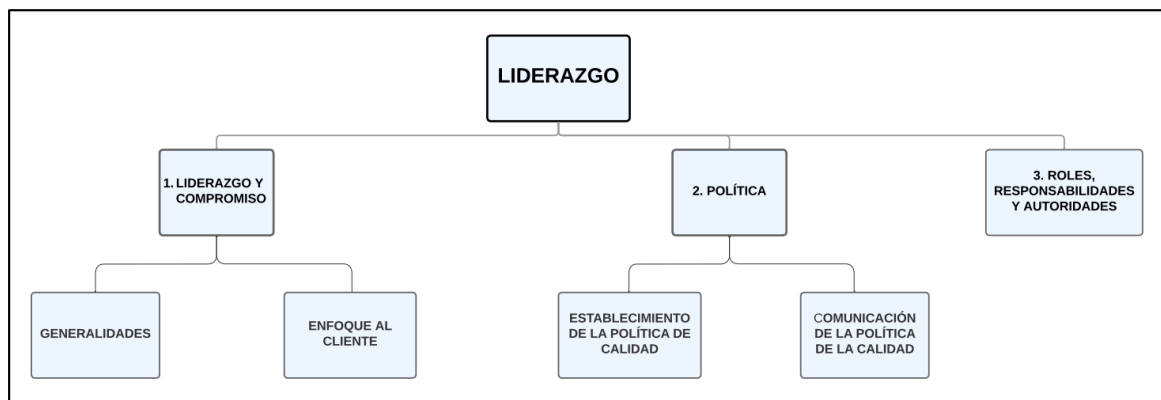 LIDERAZGO
1. LIDERAZGO Y
COMPROMISO
2. POLÍTICA
3. ROLES,
RESPONSABILIDADES
Y AUTORIDADES
GENERALIDADES
ENFOQUE AL
CLIENTE
ESTABLECIMIENTO
DE LA POLÍTICA DE
CALIDAD
COMUNICACIÓN
DE LA POLÍTICA
DE LA CALIDAD